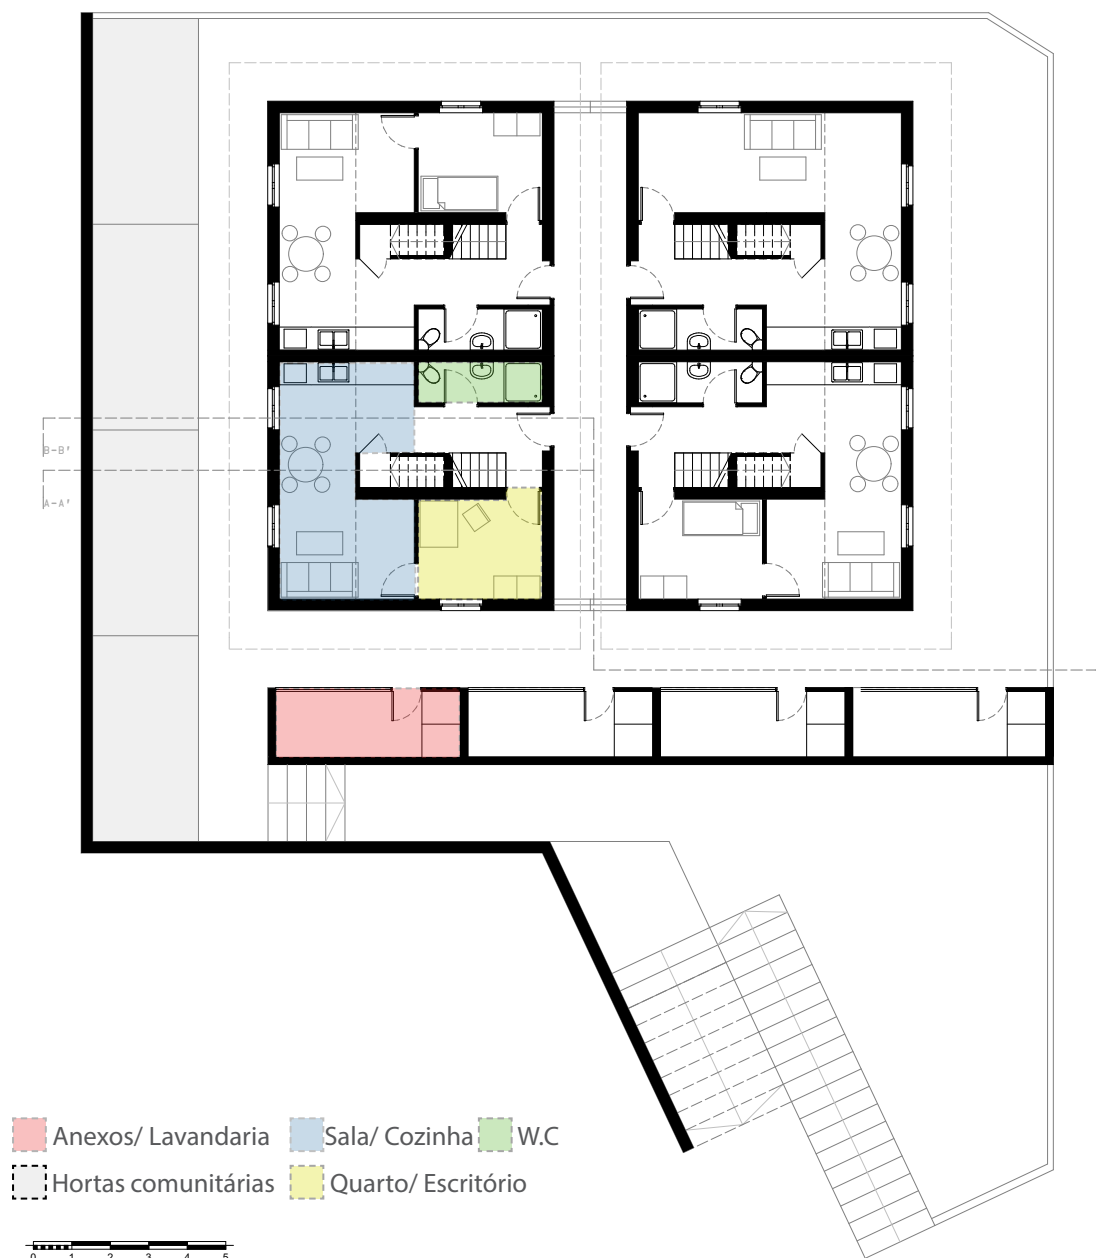 B-B'
A-A'
Anexos/ Lavandaria
Sala/ Cozinha
W.C
Hortas comunitárias
Quarto/ Escritório
0 1 2 3 4 5